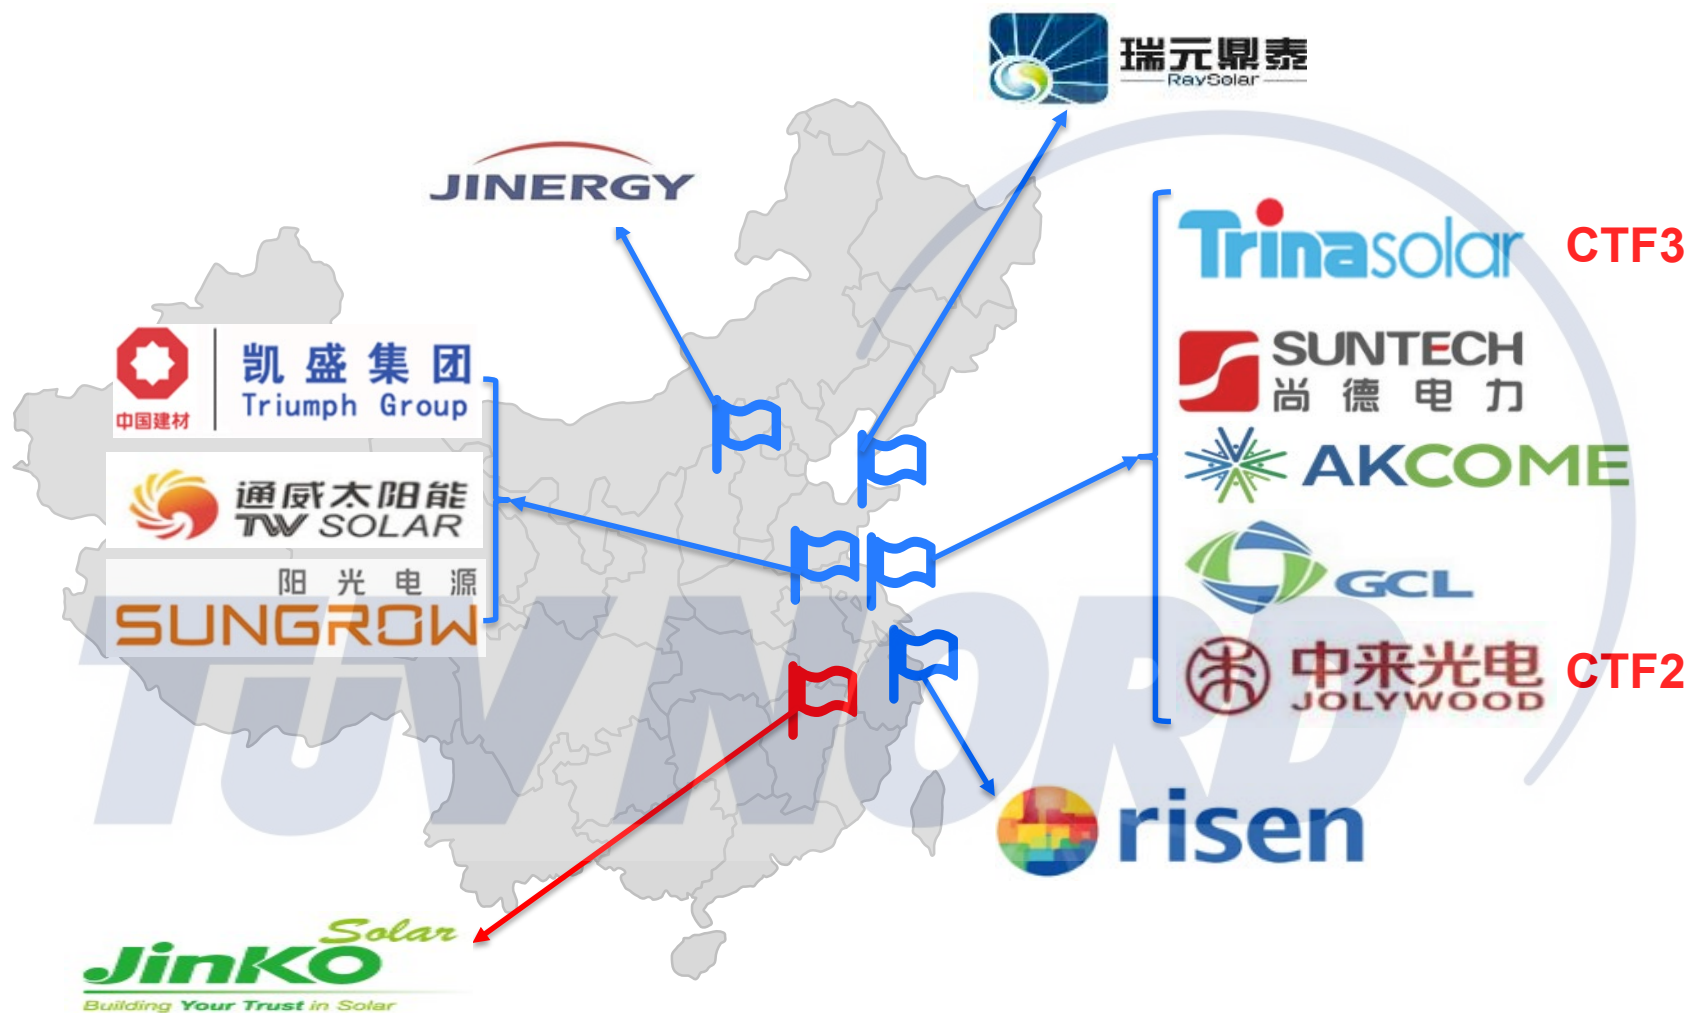 瑞元鼎泰
RaySolar
JINERGY
Trinasolar
CTF3
SUNTECH
尚德电力
AKCOME
GCL
中来光电
JOLYWOOD
CTF2
凯盛集团
Triumph Group
中国建材
通威太阳能
TW SOLAR
阳光电源
SUNGROW
TÜV NORD
risen
JinKO Solar
Building Your Trust in Solar